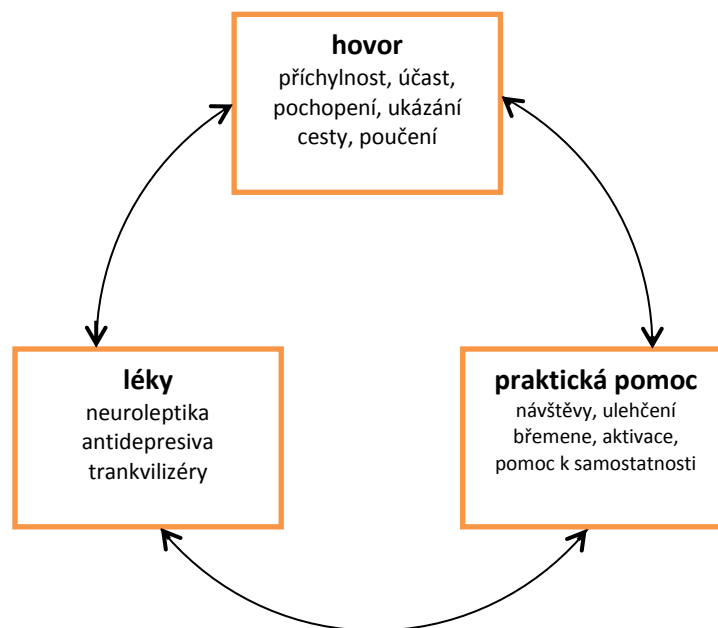 hovor
příchylnost, účast,
pochopení, ukázání
cesty, poučení
léky
neuroleptika
antidepresiva
trankvilizéry
praktická pomoc
návštěvy, ulehčení
břemene, aktivace,
pomoc k samostatnosti